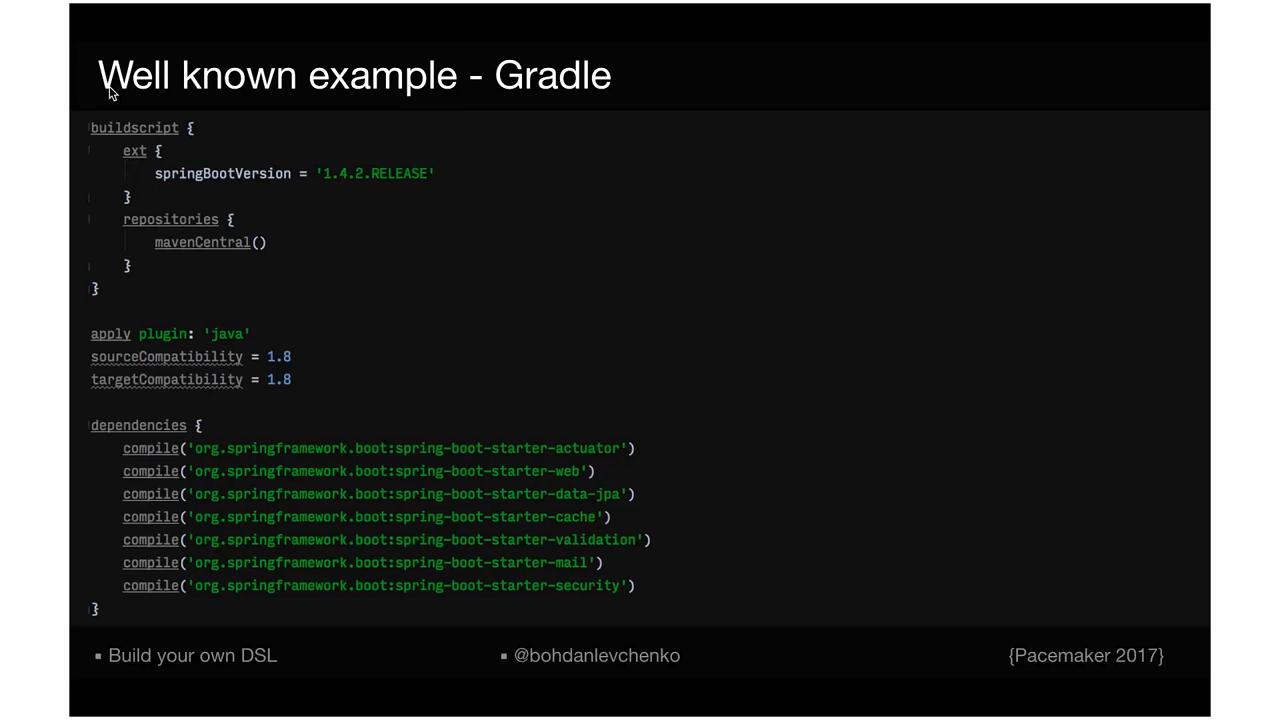 Well known example - Gradle
buildscript {
ext {
springBootVersion = '1.4.2.RELEASE'
}
repositories {
mavenCentral()
}
}
apply plugin: 'java'
sourceCompatibility = 1.8
targetCompatibility = 1.8
dependencies {
compile('org.springframework.boot:spring-boot-starter-actuator')
compile('org.springframework.boot:spring-boot-starter-web')
compile('org.springframework.boot:spring-boot-starter-data-jpa')
compile('org.springframework.boot:spring-boot-starter-cache')
compile('org.springframework.boot:spring-boot-starter-validation')
compile('org.springframework.boot:spring-boot-starter-mail')
compile('org.springframework.boot:spring-boot-starter-security')
}
▪ Build your own DSL ▪ @bohdanlevchenko {Pacemaker 2017}